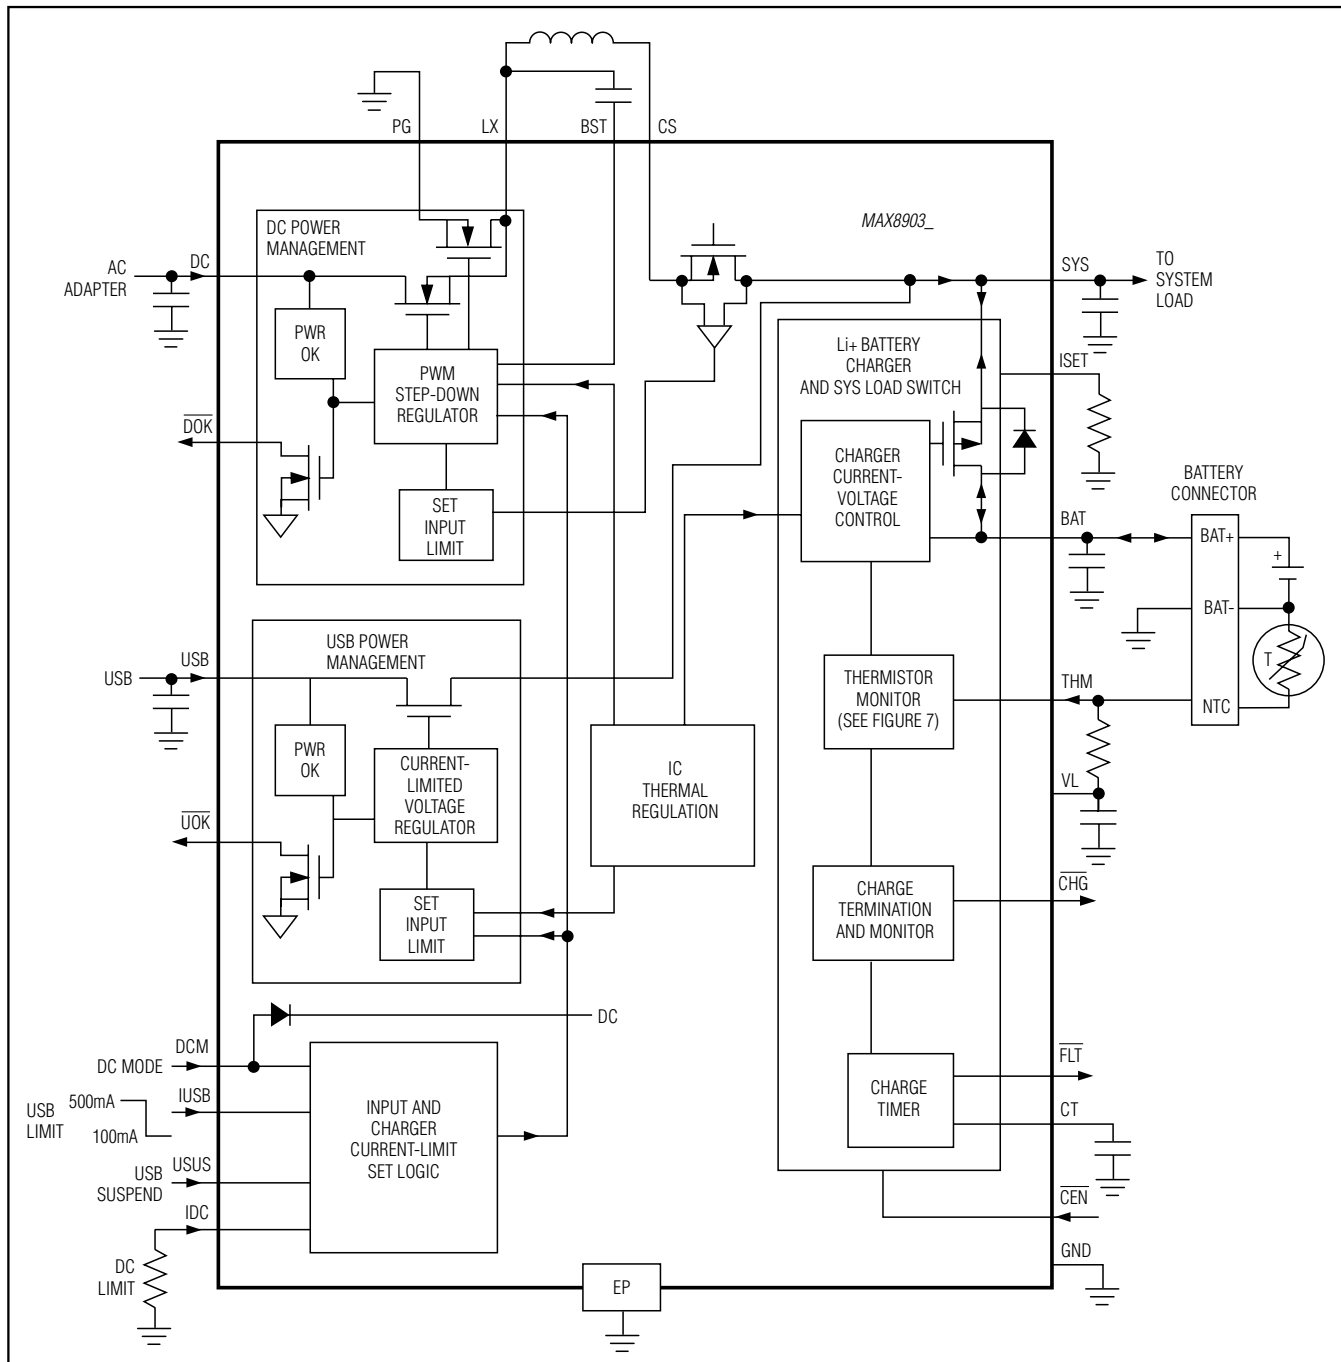 PG
LX
BST
CS
MAX8903_
DC POWER
MANAGEMENT
AC
ADAPTER
DC
PWR
OK
PWM
STEP-DOWN
REGULATOR
DOK
SET
INPUT
LIMIT
SYS
TO
SYSTEM
LOAD
Li+ BATTERY
CHARGER
AND SYS LOAD SWITCH
ISET
CHARGER
CURRENT-
VOLTAGE
CONTROL
BATTERY
CONNECTOR
BAT
BAT+
+
BAT-
T
NTC
USB POWER
MANAGEMENT
USB
USB
PWR
OK
CURRENT-
LIMITED
VOLTAGE
REGULATOR
UOK
SET
INPUT
LIMIT
IC
THERMAL
REGULATION
THERMISTOR
MONITOR
(SEE FIGURE 7)
THM
VL
CHARGE
TERMINATION
AND MONITOR
CHG
DC
DCM
DC MODE
USB
LIMIT
500mA
100mA
IUSB
USUS
USB
SUSPEND
IDC
DC
LIMIT
INPUT AND
CHARGER
CURRENT-LIMIT
SET LOGIC
CHARGE
TIMER
FLT
CT
CEN
GND
EP